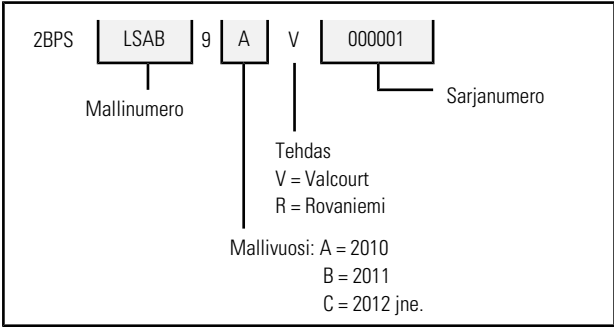 2BPS LSAB 9 A V 000001
Mallinumero
Sarjanumero
Tehdas
V = Valcourt
R = Rovaniemi
Mallivuosi: A = 2010
B = 2011
C = 2012 jne.